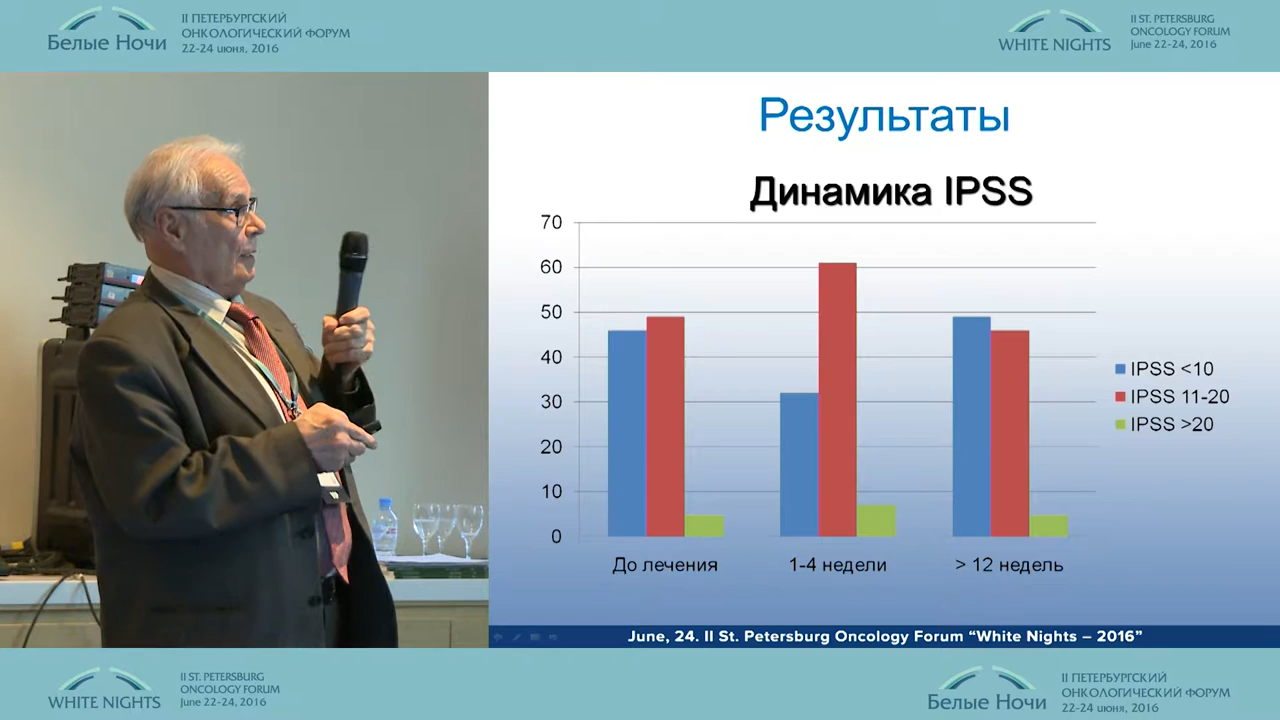 Белые Ночи
II ПЕТЕРБУРГСКИЙ
ОНКОЛОГИЧЕСКИЙ ФОРУМ
22-24 июня, 2016
WHITE NIGHTS
II ST. PETERSBURG
ONCOLOGY FORUM
June 22-24, 2016
Результаты
Динамика IPSS
70
60
50
40
30
20
10
0
До лечения
1-4 недели
> 12 недель
IPSS <10
IPSS 11-20
IPSS >20
June, 24. II St. Petersburg Oncology Forum “White Nights – 2016”
WHITE NIGHTS
II ST. PETERSBURG
ONCOLOGY FORUM
June 22-24, 2016
Белые Ночи
II ПЕТЕРБУРГСКИЙ
ОНКОЛОГИЧЕСКИЙ ФОРУМ
22-24 июня, 2016